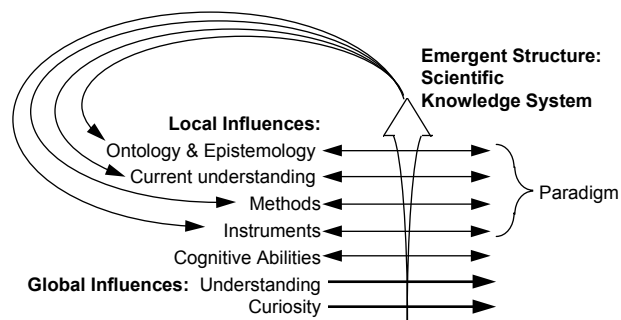 Emergent Structure:
Scientific
Knowledge System
Local Influences:
Ontology & Epistemology
Current understanding
Methods
Paradigm
Instruments
Cognitive Abilities
Global Influences: Understanding
Curiosity